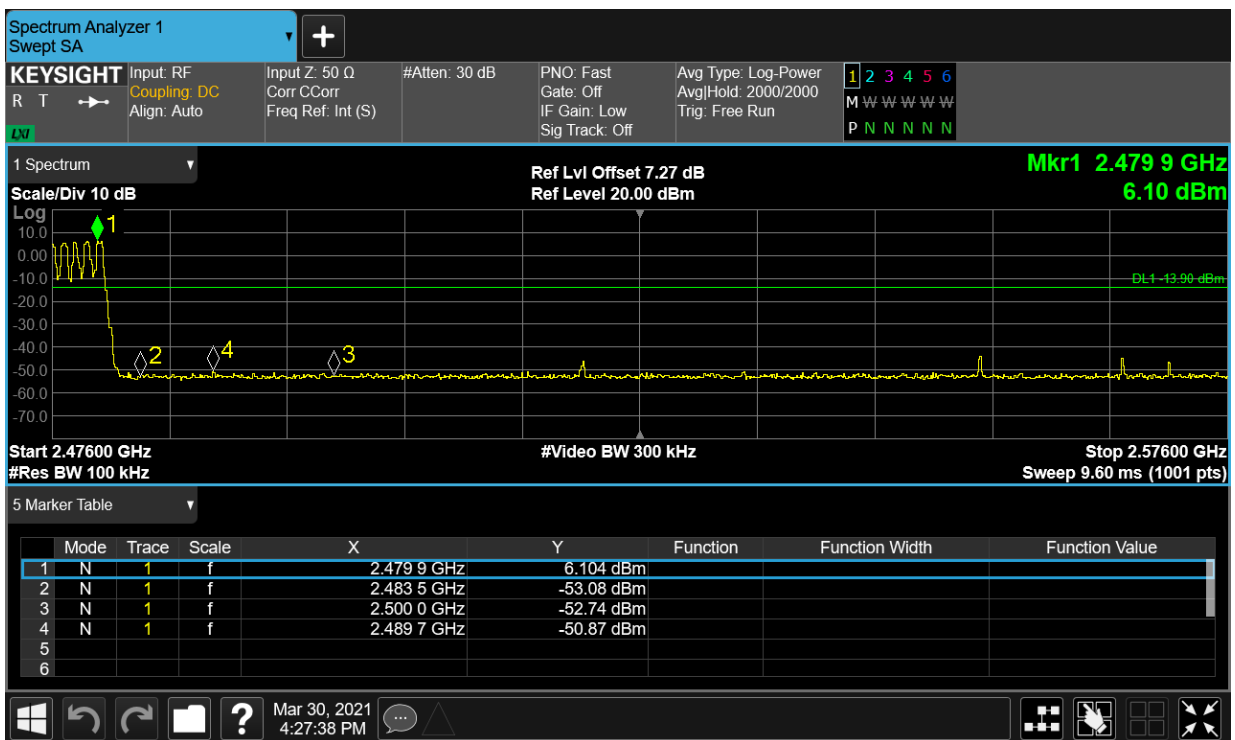 Spectrum Analyzer 1
Swept SA
+
KEYSIGHT Input: RF Input Z: 50 Ω #Atten: 30 dB PNO: Fast Avg Type: Log-Power 1 2 3 4 5 6
R T Coupling: DC Corr CCorr Gate: Off Avg|Hold: 2000/2000 M W W W W W
Align: Auto Freq Ref: Int (S) IF Gain: Low Trig: Free Run
LXI Sig Track: Off P N N N N N
1 Spectrum Ref Lvl Offset 7.27 dB Mkr1 2.479 9 GHz
Scale/Div 10 dB Ref Level 20.00 dBm 6.10 dBm
Log
1
10.0
0.00
-10.0 DL1 -13.90 dBm
-20.0
-30.0
-40.0 2 4 3
-50.0
-60.0
-70.0
Start 2.47600 GHz #Video BW 300 kHz Stop 2.57600 GHz
#Res BW 100 kHz Sweep 9.60 ms (1001 pts)
5 Marker Table
Mode Trace Scale X Y Function Function Width Function Value
1 N 1 f 2.479 9 GHz 6.104 dBm
2 N 1 f 2.483 5 GHz -53.08 dBm
3 N 1 f 2.500 0 GHz -52.74 dBm
4 N 1 f 2.489 7 GHz -50.87 dBm
5
6
? Mar 30, 2021
4:27:38 PM